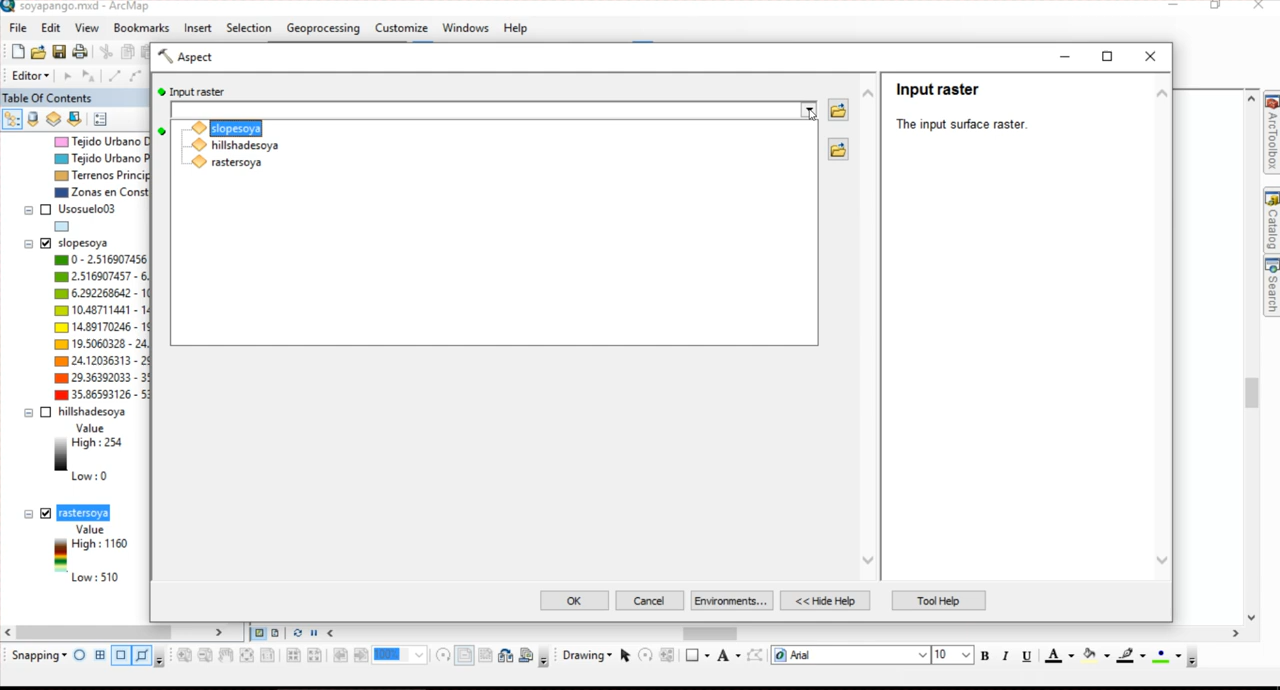 soyapango.mxd - ArcMap
File Edit View Bookmarks Insert Selection Geoprocessing Customize Windows Help
Editor
Table Of Contents
Tejido Urbano D
Tejido Urbano P
Terrenos Princip
Zonas en Const
Usosuelo03
slopesoya
0 - 2.516907456
2.516907457 - 6.
6.292268642 - 10
10.48711441 - 14
14.89170246 - 19
19.5060328 - 24.
24.12036313 - 29
29.36392033 - 35
35.86593126 - 53
hillshadesoya
Value
High : 254
Low : 0
rastersoya
Value
High : 1160
Low : 510
Aspect
Input raster
slopesoya
hillshadesoya
rastersoya
Input raster
The input surface raster.
OK Cancel Environments... << Hide Help Tool Help
ArcToolbox
Catalog
Search
Snapping
100%
Drawing
A
Arial
10
B I U A